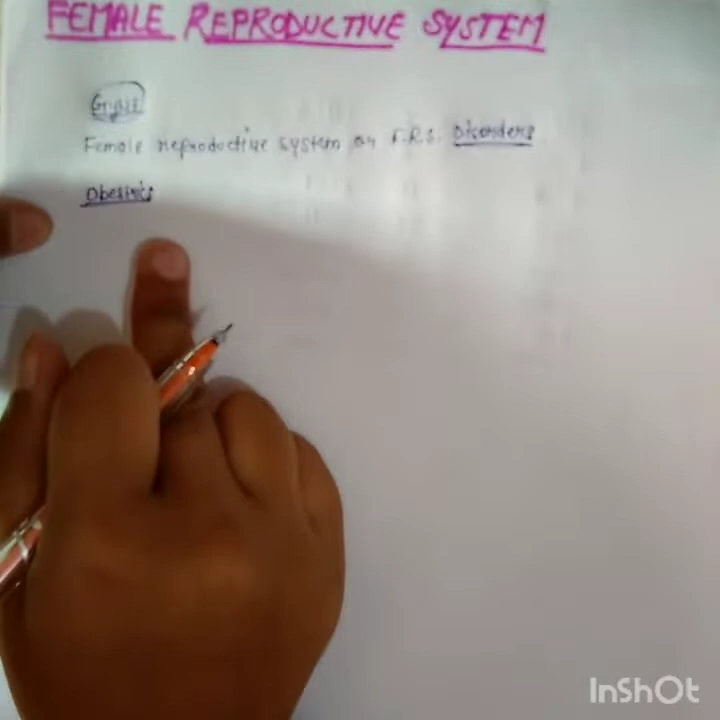 FEMALE REPRODUCTIVE SYSTEM
Female reproductive system or F.R.S. Disorders
InShOt